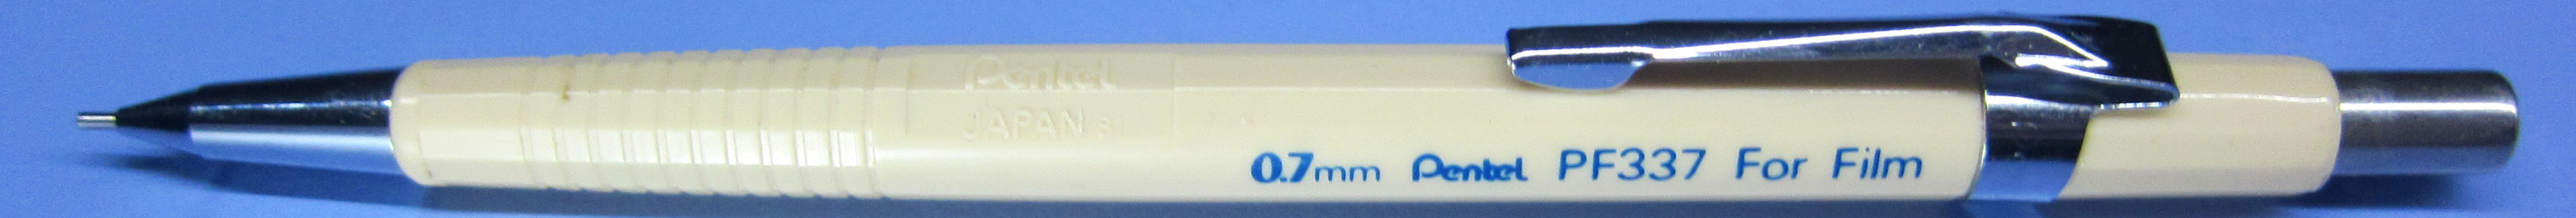 Pentel
JAPAN
0.7mm Pentel PF337 For Film